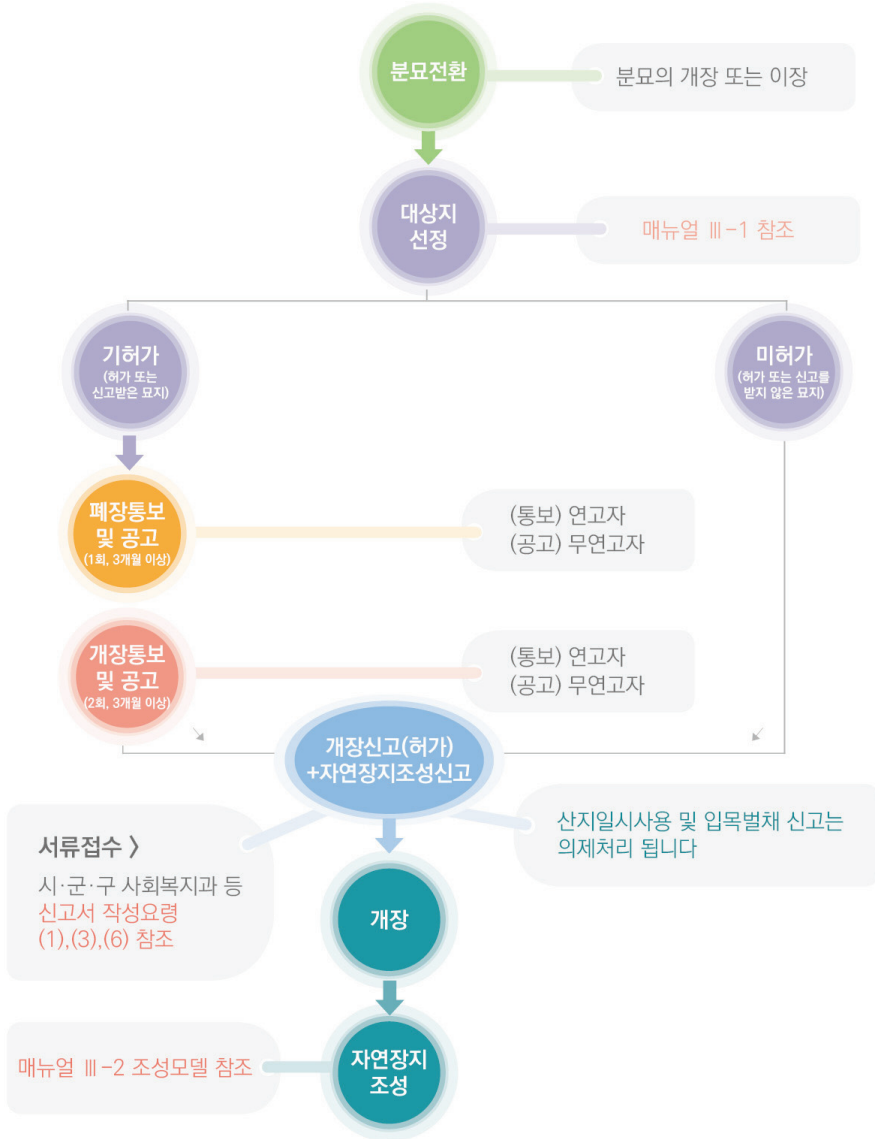 분묘전환
분묘의 개장 또는 이장
대상지
선정
매뉴얼 Ⅲ-1 참조
기허가
(허가 또는
신고받은 묘지)
미허가
(허가 또는 신고를
받지 않은 묘지)
폐장통보
및 공고
(1회, 3개월 이상)
(통보) 연고자
(공고) 무연고자
개장통보
및 공고
(2회, 3개월 이상)
(통보) 연고자
(공고) 무연고자
개장신고(허가)
+자연장지조성신고
서류접수 〉
시·군·구 사회복지과 등
신고서 작성요령
(1),(3),(6) 참조
산지일시사용 및 입목벌채 신고는
의제처리 됩니다
개장
매뉴얼 Ⅲ-2 조성모델 참조
자연장지
조성